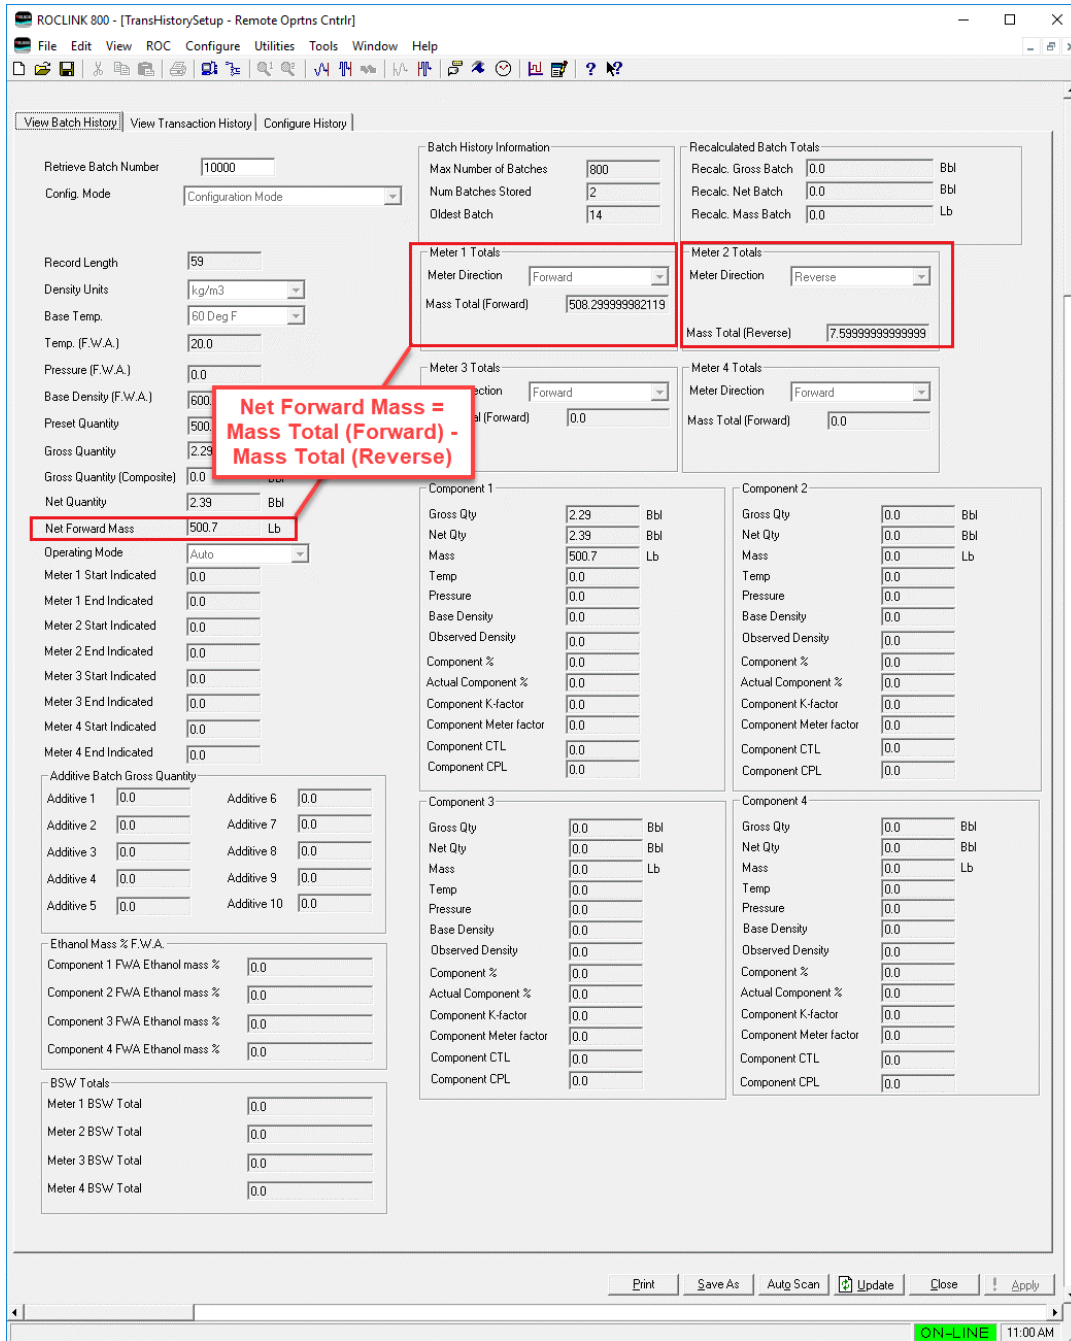 ROCLINK 800 - [TransHistorySetup - Remote Oprtns Cntrlr]
File Edit View ROC Configure Utilities Tools Window Help
View Batch History View Transaction History Configure History
Retrieve Batch Number 10000
Config. Mode Configuration Mode
Batch History Information
Max Number of Batches 800
Num Batches Stored 2
Oldest Batch 14
Recalculated Batch Totals
Recalc. Gross Batch 0.0 Bbl
Recalc. Net Batch 0.0 Bbl
Recalc. Mass Batch 0.0 Lb
Record Length 59
Density Units kg/m3
Base Temp. 60 Deg F
Temp. (F.W.A.) 20.0
Pressure (F.W.A.) 0.0
Base Density (F.W.A.) 600.
Preset Quantity 500.
Gross Quantity 2.29
Gross Quantity (Composite) 0.0 Bbl
Net Quantity 2.39 Bbl
Net Forward Mass 500.7 Lb
Operating Mode Auto
Meter 1 Start Indicated 0.0
Meter 1 End Indicated 0.0
Meter 2 Start Indicated 0.0
Meter 2 End Indicated 0.0
Meter 3 Start Indicated 0.0
Meter 3 End Indicated 0.0
Meter 4 Start Indicated 0.0
Meter 4 End Indicated 0.0
Meter 1 Totals
Meter Direction Forward
Mass Total (Forward) 508.299999982119
Meter 2 Totals
Meter Direction Reverse
Mass Total (Reverse) 7.59999999999999
Meter 3 Totals
ection Forward
al (Forward) 0.0
Meter 4 Totals
Meter Direction Forward
Mass Total (Forward) 0.0
Net Forward Mass =
Mass Total (Forward) -
Mass Total (Reverse)
Component 1
Gross Qty 2.29 Bbl
Net Qty 2.39 Bbl
Mass 500.7 Lb
Temp 0.0
Pressure 0.0
Base Density 0.0
Observed Density 0.0
Component % 0.0
Actual Component % 0.0
Component K-factor 0.0
Component Meter factor 0.0
Component CTL 0.0
Component CPL 0.0
Component 2
Gross Qty 0.0 Bbl
Net Qty 0.0 Bbl
Mass 0.0 Lb
Temp 0.0
Pressure 0.0
Base Density 0.0
Observed Density 0.0
Component % 0.0
Actual Component % 0.0
Component K-factor 0.0
Component Meter factor 0.0
Component CTL 0.0
Component CPL 0.0
Additive Batch Gross Quantity
Additive 1 0.0 Additive 6 0.0
Additive 2 0.0 Additive 7 0.0
Additive 3 0.0 Additive 8 0.0
Additive 4 0.0 Additive 9 0.0
Additive 5 0.0 Additive 10 0.0
Component 3
Gross Qty 0.0 Bbl
Net Qty 0.0 Bbl
Mass 0.0 Lb
Temp 0.0
Pressure 0.0
Base Density 0.0
Observed Density 0.0
Component % 0.0
Actual Component % 0.0
Component K-factor 0.0
Component Meter factor 0.0
Component CTL 0.0
Component CPL 0.0
Component 4
Gross Qty 0.0 Bbl
Net Qty 0.0 Bbl
Mass 0.0 Lb
Temp 0.0
Pressure 0.0
Base Density 0.0
Observed Density 0.0
Component % 0.0
Actual Component % 0.0
Component K-factor 0.0
Component Meter factor 0.0
Component CTL 0.0
Component CPL 0.0
Ethanol Mass % F.W.A.
Component 1 FWA Ethanol mass % 0.0
Component 2 FWA Ethanol mass % 0.0
Component 3 FWA Ethanol mass % 0.0
Component 4 FWA Ethanol mass % 0.0
BSW Totals
Meter 1 BSW Total 0.0
Meter 2 BSW Total 0.0
Meter 3 BSW Total 0.0
Meter 4 BSW Total 0.0
Print Save As Auto Scan Update Close ! Apply
ON-LINE 11:00 AM